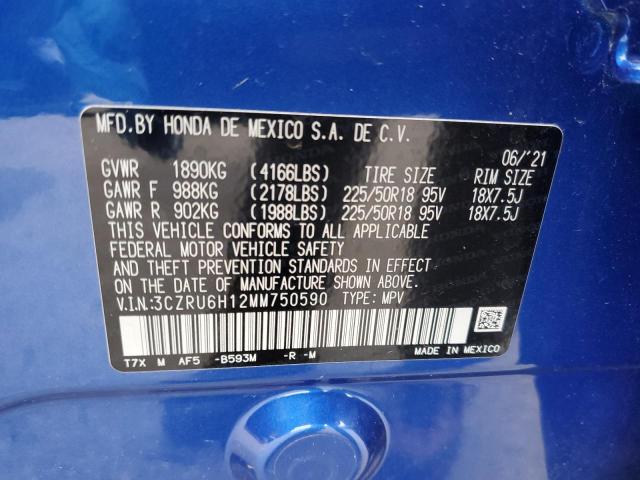 MFD.BY HONDA DE MEXICO S.A. DE C.V.
06/'21
GVWR 1890KG (4166LBS) TIRE SIZE RIM SIZE
GAWR F 988KG (2178LBS) 225/50R18 95V 18X7.5J
GAWR R 902KG (1988LBS) 225/50R18 95V 18X7.5J
THIS VEHICLE CONFORMS TO ALL APPLICABLE
FEDERAL MOTOR VEHICLE SAFETY
AND THEFT PREVENTION STANDARDS IN EFFECT
ON THE DATE OF MANUFACTURE SHOWN ABOVE.
V.I.N:3CZRU6H12MM750590 TYPE: MPV
T7X M AF5 -B593M -R -M MADE IN MEXICO